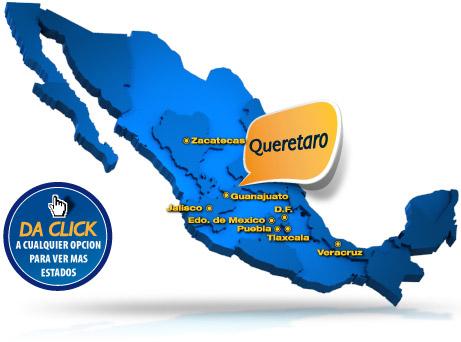 Zacatecas
Queretaro
Guanajuato
Jalisco
D.F.
Edo. de Mexico
Puebla
Tlaxcala
Veracruz
DA CLICK
A CUALQUIER OPCION
PARA VER MAS
ESTADOS